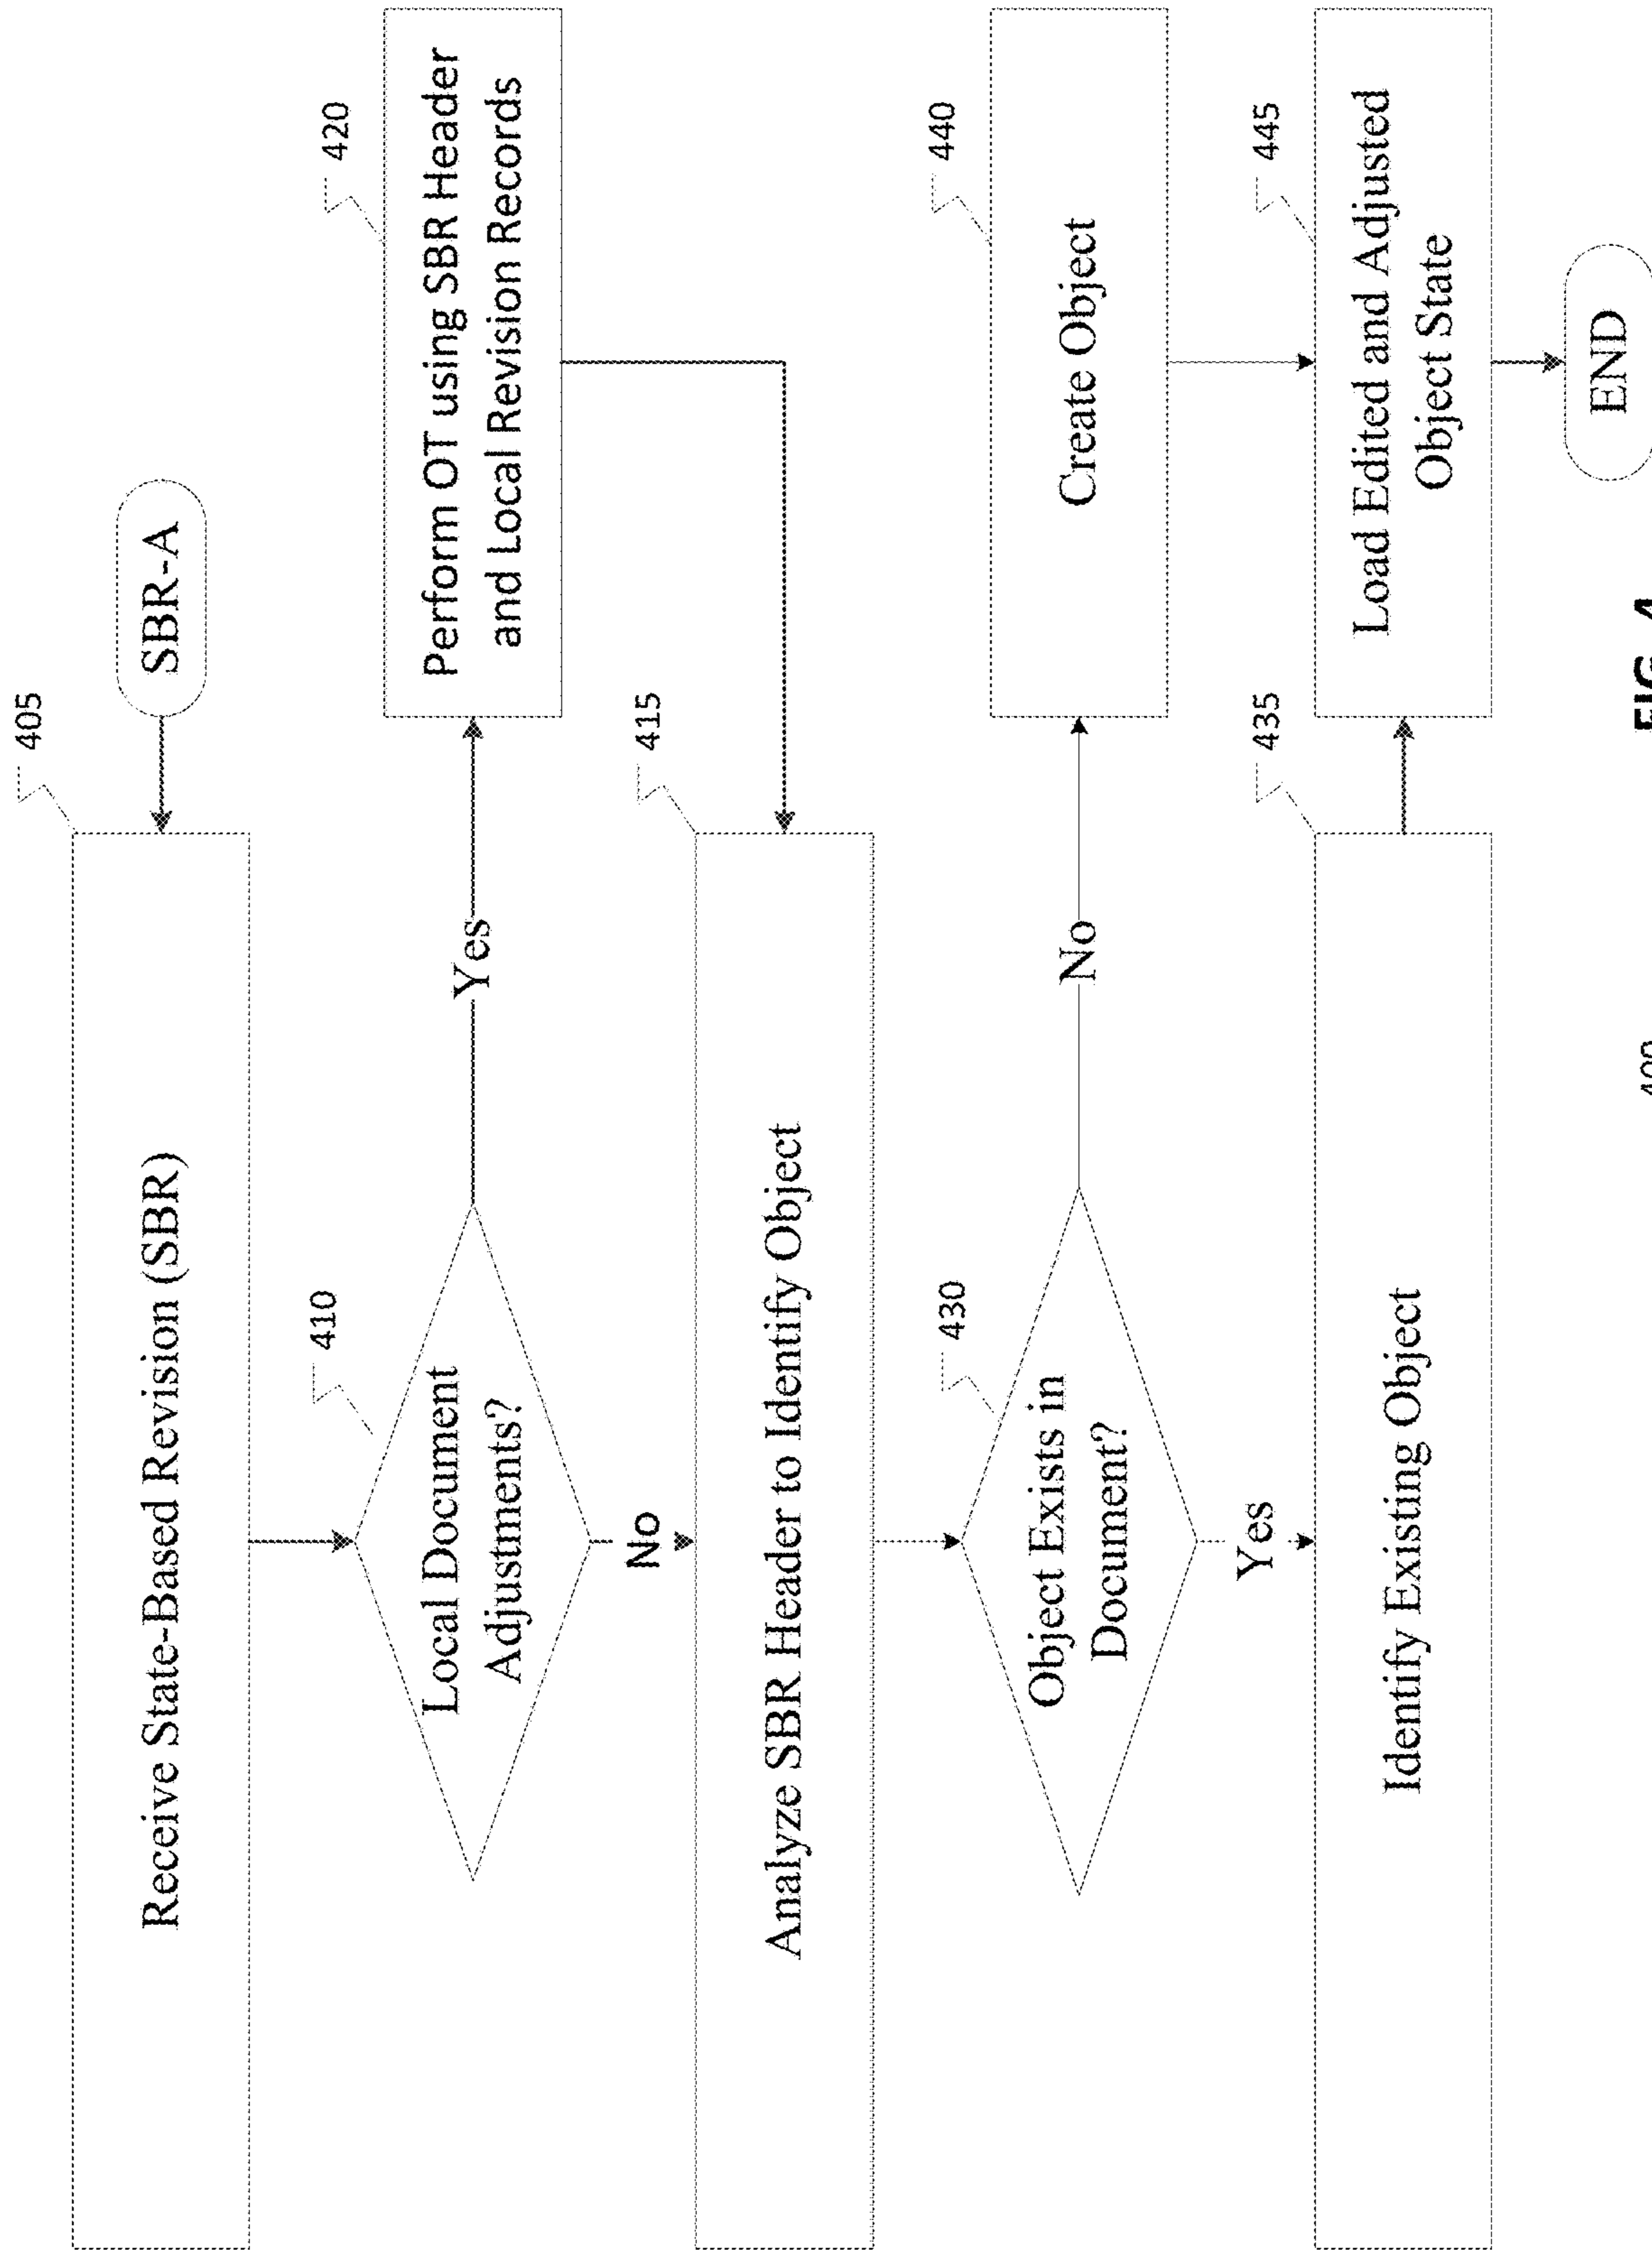 405
SBR-A
Receive State-Based Revision (SBR)
410
Local Document
Adjustments?
Yes
420
Perform OT using SBR Header
and Local Revision Records
No
415
Analyze SBR Header to Identify Object
430
Object Exists in
Document?
No
440
Create Object
Yes
435
Identify Existing Object
445
Load Edited and Adjusted
Object State
END
FIG. 4